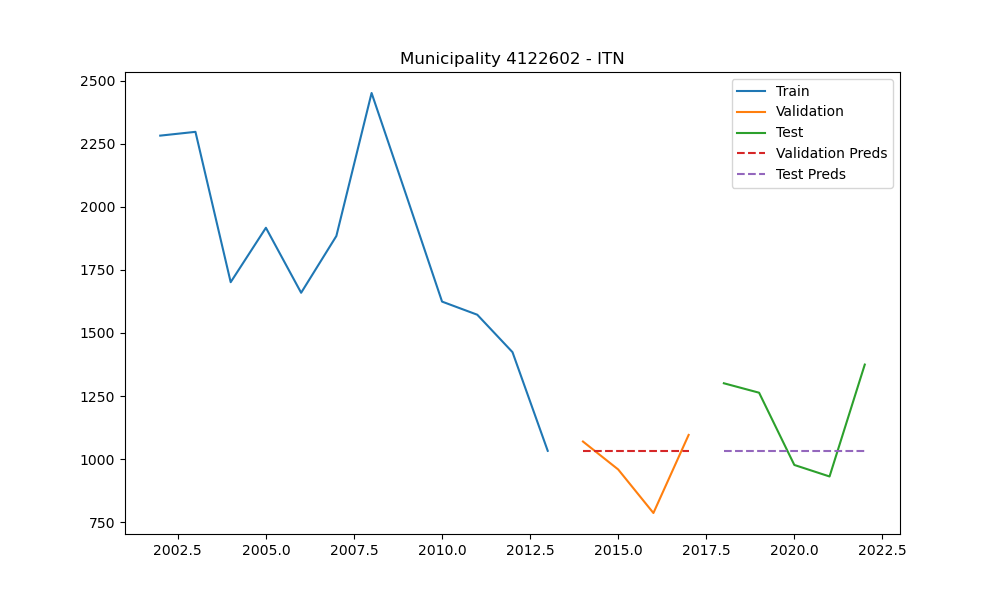 Municipality 4122602 - ITN
2500
2250
2000
1750
1500
1250
1000
750
2002.5 2005.0 2007.5 2010.0 2012.5 2015.0 2017.5 2020.0 2022.5
Train
Validation
Test
Validation Preds
Test Preds